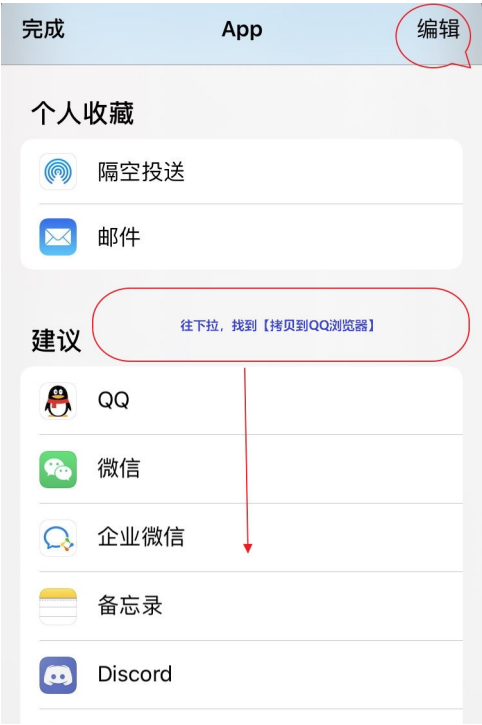 完成 App 编辑
个人收藏
隔空投送
邮件
往下拉，找到【拷贝到QQ浏览器】
建议
QQ
微信
企业微信
备忘录
Discord